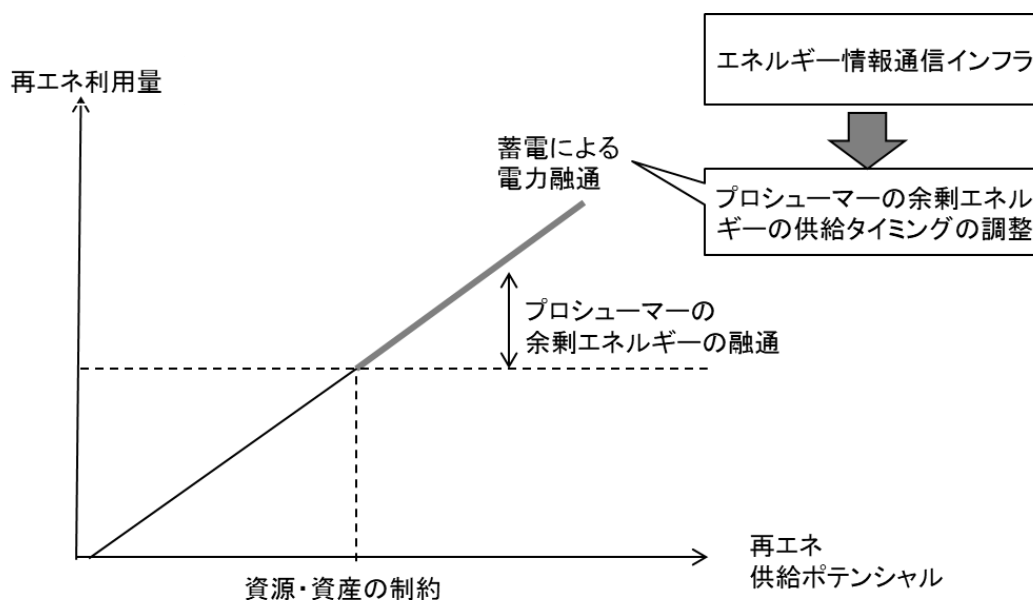 エネルギー情報通信インフラ
再エネ利用量
蓄電による
電力融通
プロシューマーの余剰エネル
ギーの供給タイミングの調整
プロシューマーの
余剰エネルギーの融通
再エネ
供給ポテンシャル
資源・資産の制約